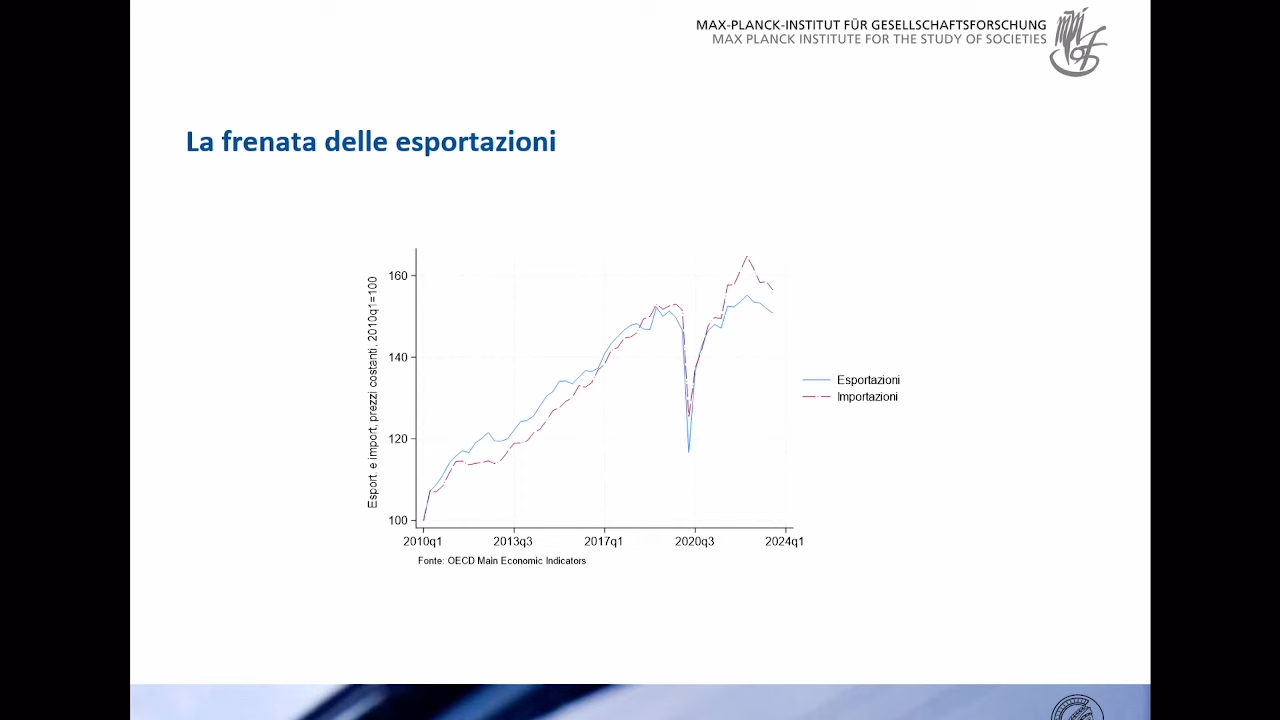 MAX-PLANCK-INSTITUT FÜR GESELLSCHAFTSFORSCHUNG
MAX PLANCK INSTITUTE FOR THE STUDY OF SOCIETIES
La frenata delle esportazioni
Esport. e import, prezzi costanti, 2010q1=100
160
140
120
100
2010q1 2013q3 2017q1 2020q3 2024q1
Esportazioni
Importazioni
Fonte: OECD Main Economic Indicators